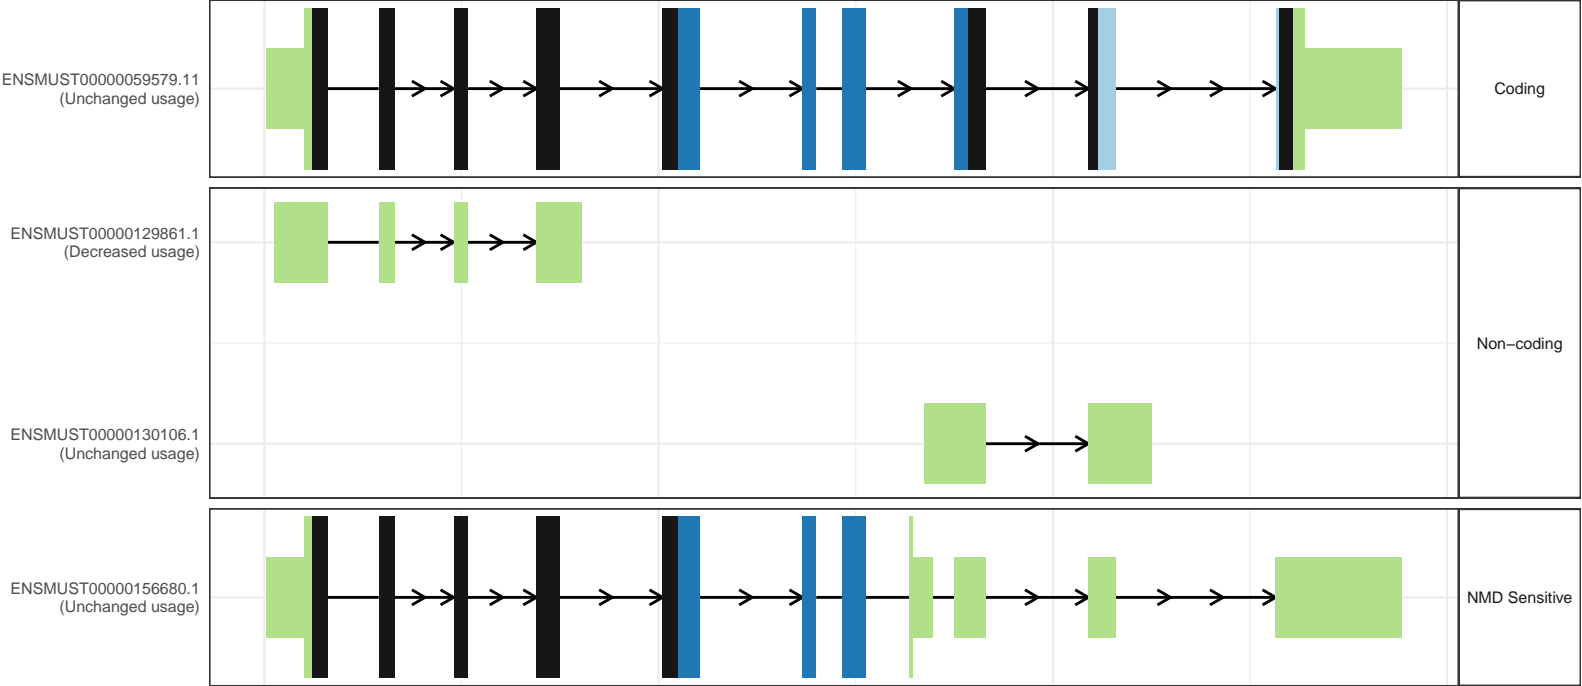 ENSMUST00000059579.11
(Unchanged usage)
Coding
ENSMUST00000129861.1
(Decreased usage)
Non−coding
ENSMUST00000130106.1
(Unchanged usage)
ENSMUST00000156680.1
(Unchanged usage)
NMD Sensitive